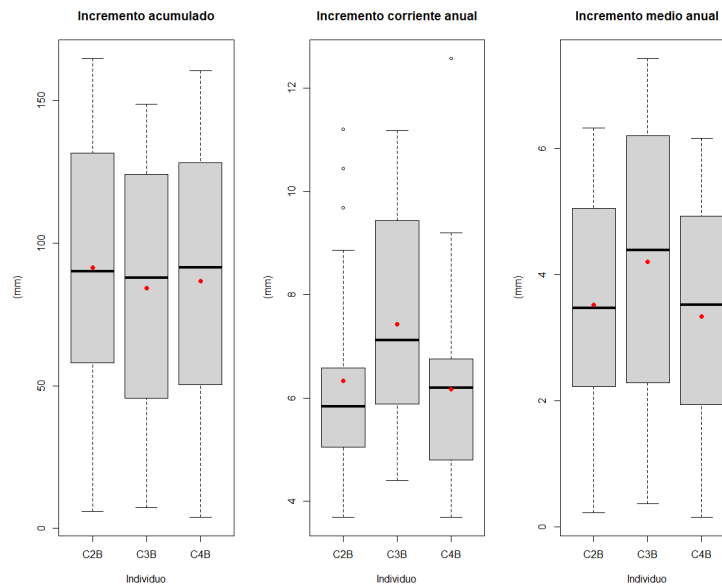 Incremento acumulado
(mm)
150
100
50
0
C2B C3B C4B
Individuo
Incremento corriente anual
(mm)
12
10
8
6
4
C2B C3B C4B
Individuo
Incremento medio anual
(mm)
6
4
2
0
C2B C3B C4B
Individuo